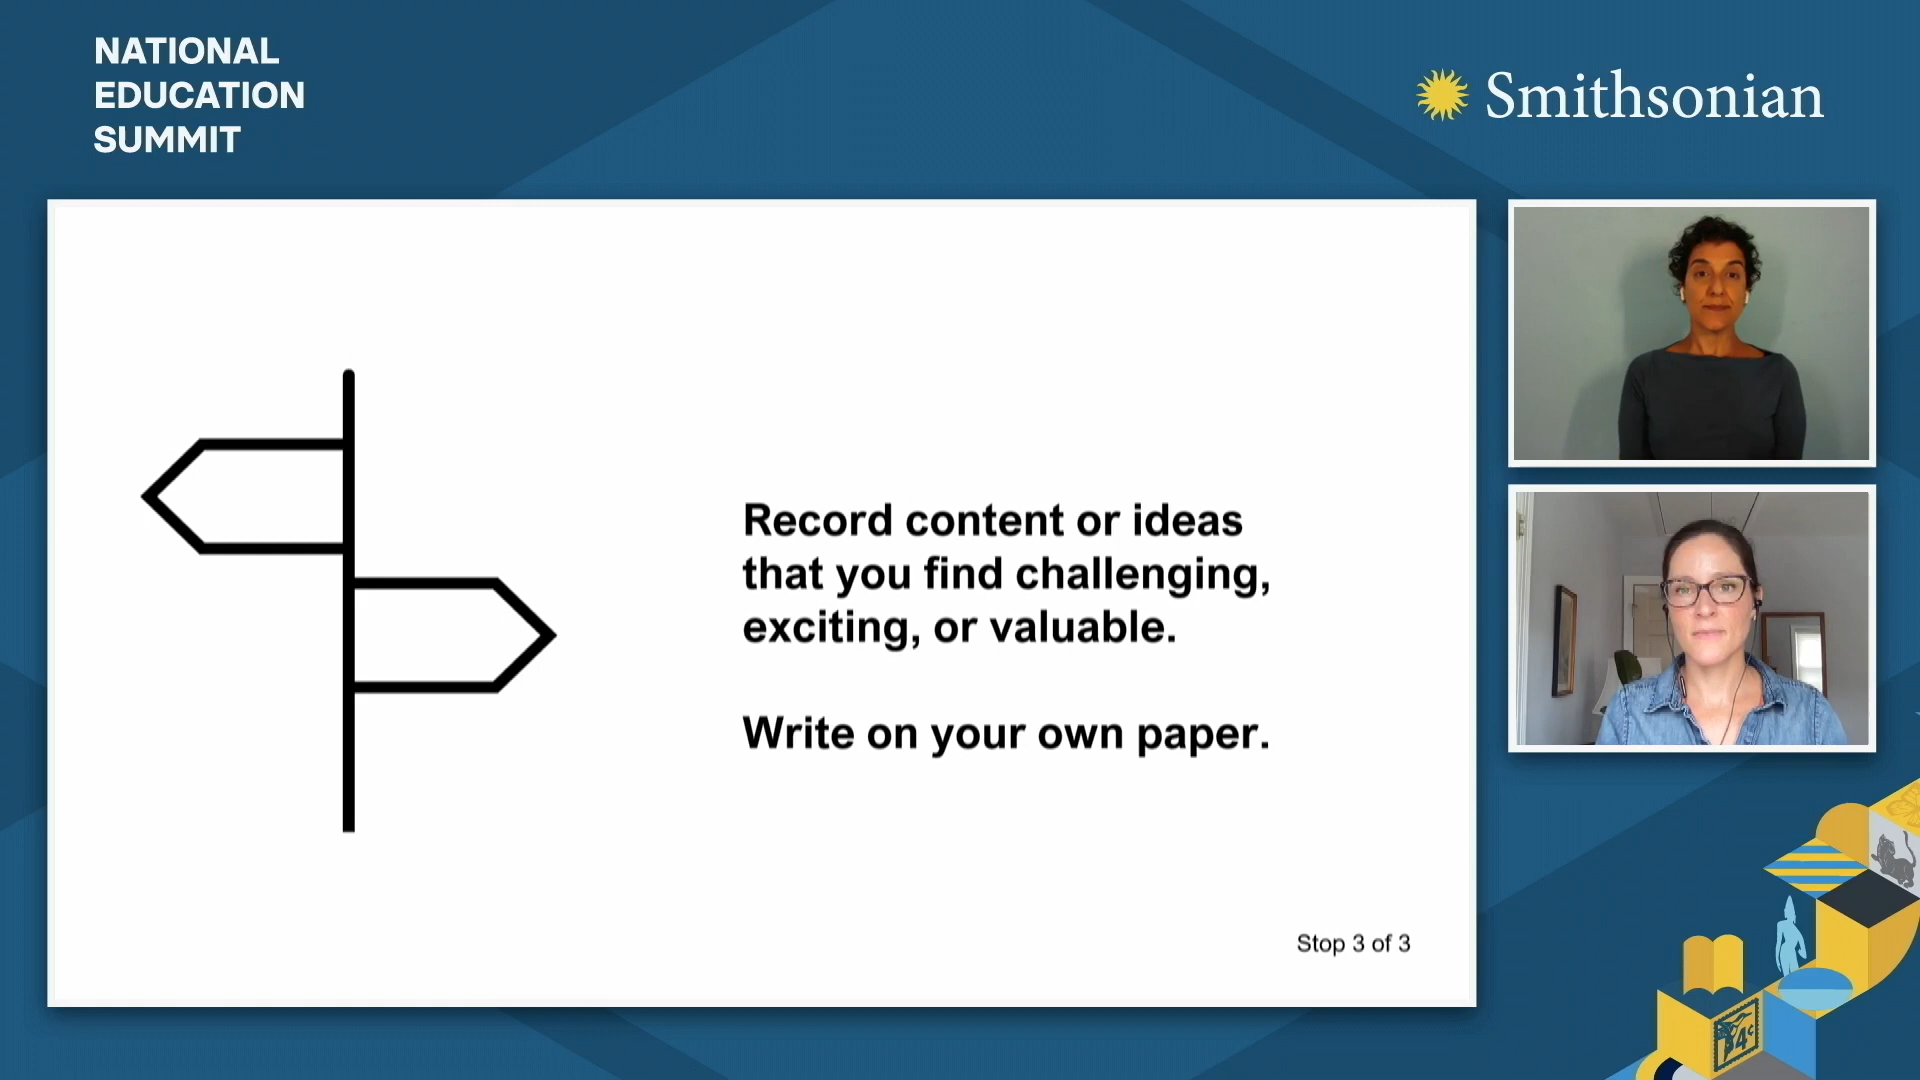 NATIONAL
EDUCATION
SUMMIT
Smithsonian
Record content or ideas
that you find challenging,
exciting, or valuable.
Write on your own paper.
Stop 3 of 3
4¢